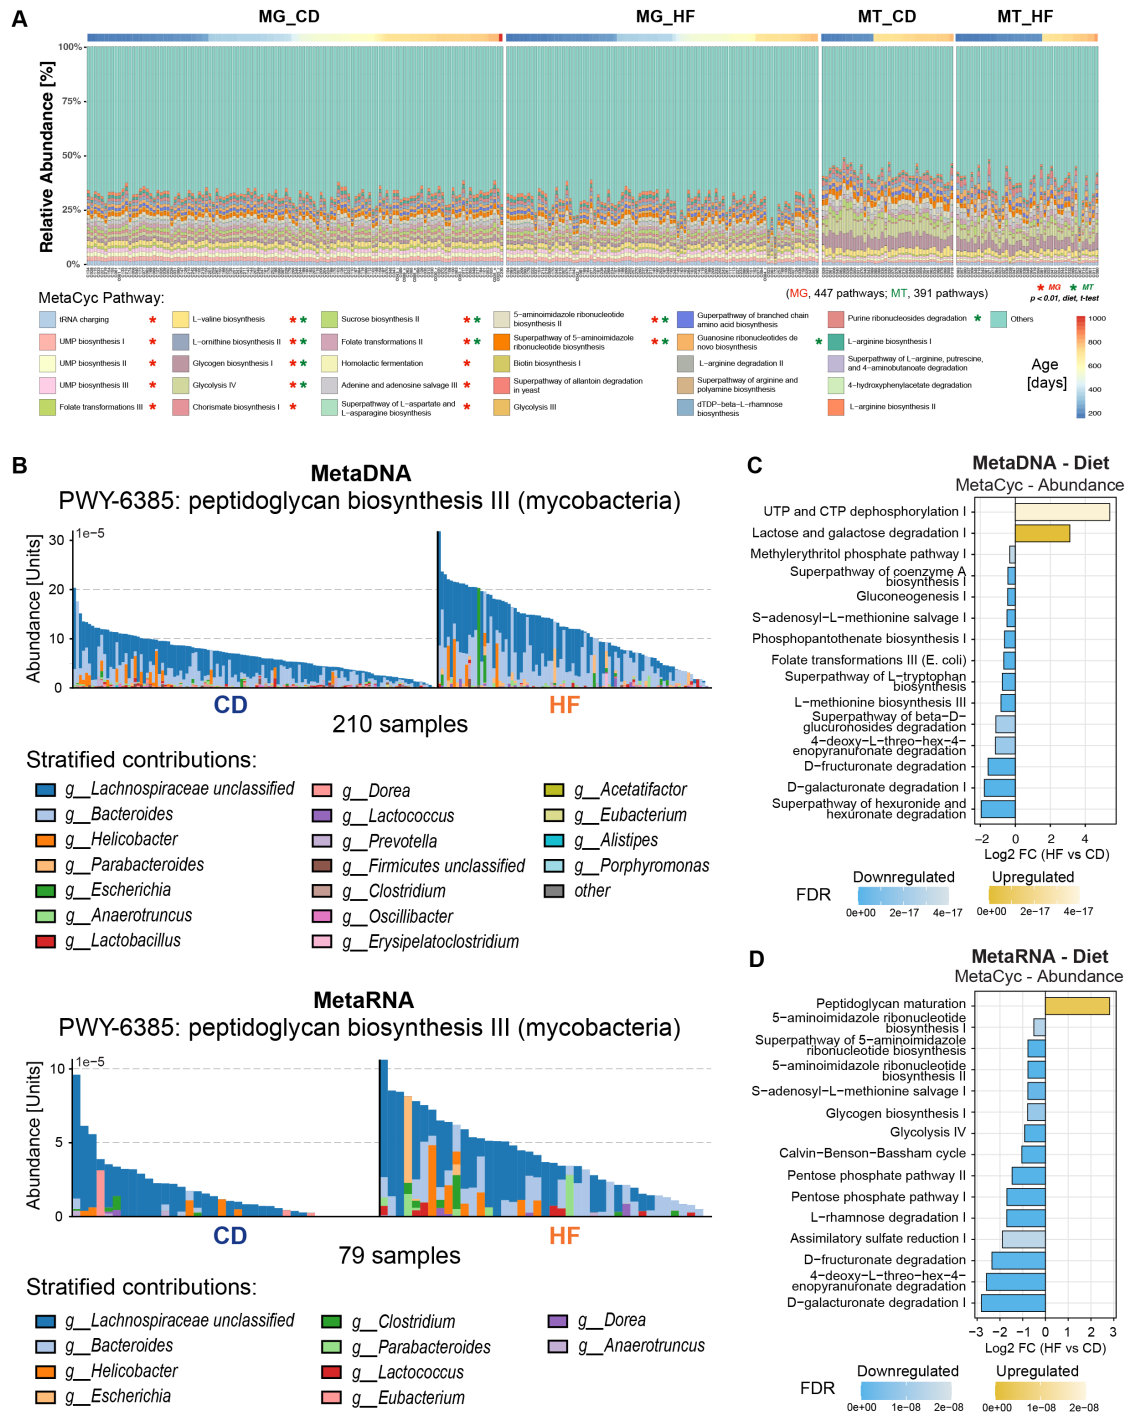 A
MG_CD
MG_HF
MT_CD
MT_HF
Relative Abundance [%]
100%
75%
50%
25%
0%
(MG, 447 pathways; MT, 391 pathways)
* MG * MT
p < 0.01, diet, t-test
MetaCyc Pathway:
tRNA charging *
UMP biosynthesis I *
UMP biosynthesis II *
UMP biosynthesis III *
Folate transformations III *
L-valine biosynthesis **
L-ornithine biosynthesis II **
Glycogen biosynthesis I **
Glycolysis IV **
Chorismate biosynthesis I *
Sucrose biosynthesis II **
Folate transformations II **
Homolactic fermentation *
Adenine and adenosine salvage III *
Superpathway of L-aspartate and
L-asparagine biosynthesis *
5-aminoimidazole ribonucleotide
biosynthesis II **
Superpathway of 5-aminoimidazole
ribonucleotide biosynthesis **
Biotin biosynthesis I
Superpathway of allantoin degradation
in yeast
Glycolysis III
Guperpathway of branched chain
amino acid biosynthesis
Guanosine ribonucleotides de
novo biosynthesis *
L-arginine degradation II
Superpathway of arginine and
polyamine biosynthesis
dTDP-beta-L-rhamnose
biosynthesis
Purine ribonucleosides degradation *
L-arginine biosynthesis I
Superpathway of L-arginine, putrescine,
and 4-aminobutanoate degradation
4-hydroxyphenylacetate degradation
L-arginine biosynthesis II
Others
Age
[days]
1000
800
600
400
200
B
MetaDNA
PWY-6385: peptidoglycan biosynthesis III (mycobacteria)
Abundance [Units]
1e-5
30
20
10
0
CD
HF
210 samples
Stratified contributions:
g__Lachnospiraceae unclassified
g__Bacteroides
g__Helicobacter
g__Parabacteroides
g__Escherichia
g__Anaerotruncus
g__Lactobacillus
g__Dorea
g__Lactococcus
g__Prevotella
g__Firmicutes unclassified
g__Clostridium
g__Oscillibacter
g__Erysipelatoclostridium
g__Acetatifactor
g__Eubacterium
g__Alistipes
g__Porphyromonas
other
MetaRNA
PWY-6385: peptidoglycan biosynthesis III (mycobacteria)
Abundance [Units]
1e-5
10
5
0
CD
HF
79 samples
Stratified contributions:
g__Lachnospiraceae unclassified
g__Bacteroides
g__Helicobacter
g__Escherichia
g__Clostridium
g__Parabacteroides
g__Lactococcus
g__Eubacterium
g__Dorea
g__Anaerotruncus
C
MetaDNA - Diet
MetaCyc - Abundance
UTP and CTP dephosphorylation I
Lactose and galactose degradation I
Methylerythritol phosphate pathway I
Superpathway of coenzyme A
biosynthesis I
Gluconeogenesis I
S-adenosyl-L-methionine salvage I
Phosphopantothenate biosynthesis I
Folate transformations III (E. coli)
Superpathway of L-tryptophan
biosynthesis
L-methionine biosynthesis III
Superpathway of beta-D-
glucuronosides degradation
4-deoxy-L-threo-hex-4-
enopyranuronate degradation
D-fructuronate degradation
D-galacturonate degradation I
Superpathway of hexuronide and
hexuronate degradation
−2 0 2 4
Log2 FC (HF vs CD)
FDR
Downregulated
0e+00 2e-17 4e-17
Upregulated
0e+00 2e-17 4e-17
D
MetaRNA - Diet
MetaCyc - Abundance
Peptidoglycan maturation
5-aminoimidazole ribonucleotide
biosynthesis I
Superpathway of 5-aminoimidazole
ribonucleotide biosynthesis
5-aminoimidazole ribonucleotide
biosynthesis II
S-adenosyl-L-methionine salvage I
Glycogen biosynthesis I
Glycolysis IV
Calvin-Benson-Bassham cycle
Pentose phosphate pathway II
Pentose phosphate pathway I
L-rhamnose degradation I
Assimilatory sulfate reduction I
D-fructuronate degradation
4-deoxy-L-threo-hex-4-
enopyranuronate degradation
D-galacturonate degradation I
−3 −2 −1 0 1 2 3
Log2 FC (HF vs CD)
FDR
Downregulated
0e+00 1e-08 2e-08
Upregulated
0e+00 1e-08 2e-08